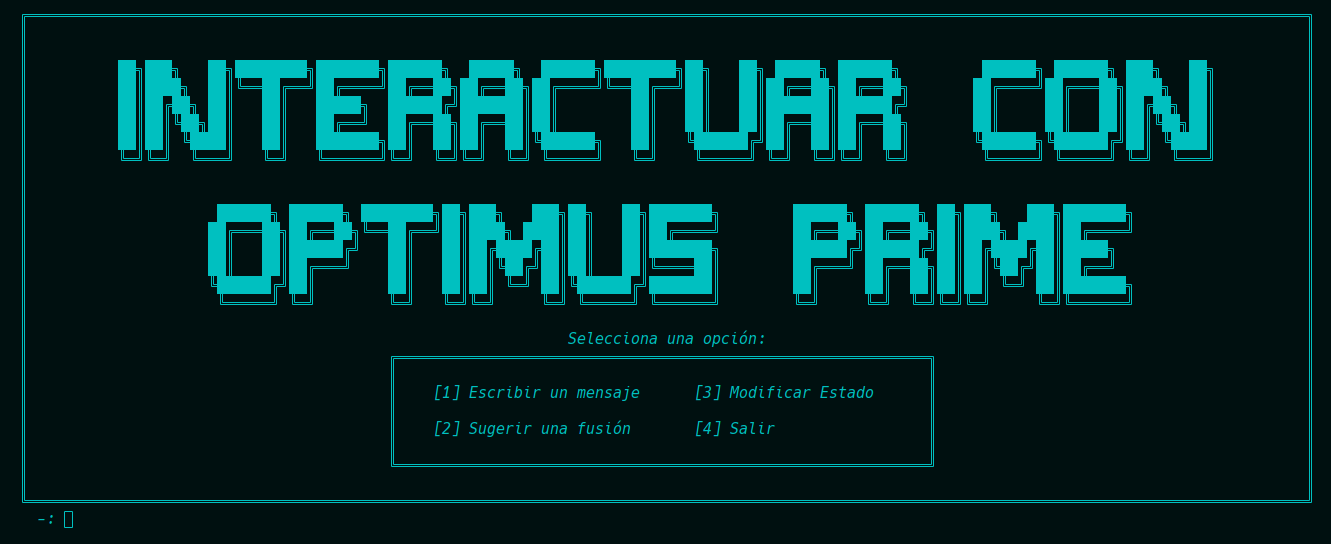 INTERACTUAR CON
OPTIMUS PRIME
Selecciona una opción:
[1] Escribir un mensaje [3] Modificar Estado
[2] Sugerir una fusión [4] Salir
-: